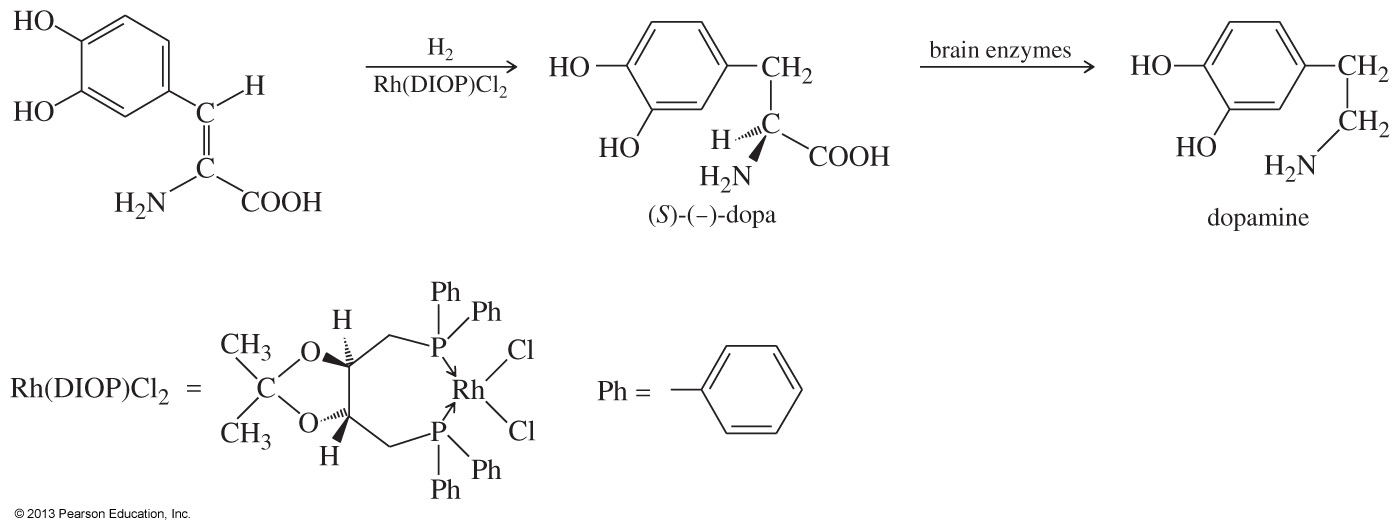 HO
HO
C
H
C
H₂N
COOH
H₂
Rh(DIOP)Cl₂
HO
HO
CH₂
C
H
H₂N
COOH
(S)-(–)-dopa
brain enzymes
HO
HO
CH₂
CH₂
H₂N
dopamine
Rh(DIOP)Cl₂ =
CH₃
CH₃
C
O
O
H
H
P
Ph
Ph
Rh
Cl
Cl
P
Ph
Ph
Ph =
© 2013 Pearson Education, Inc.